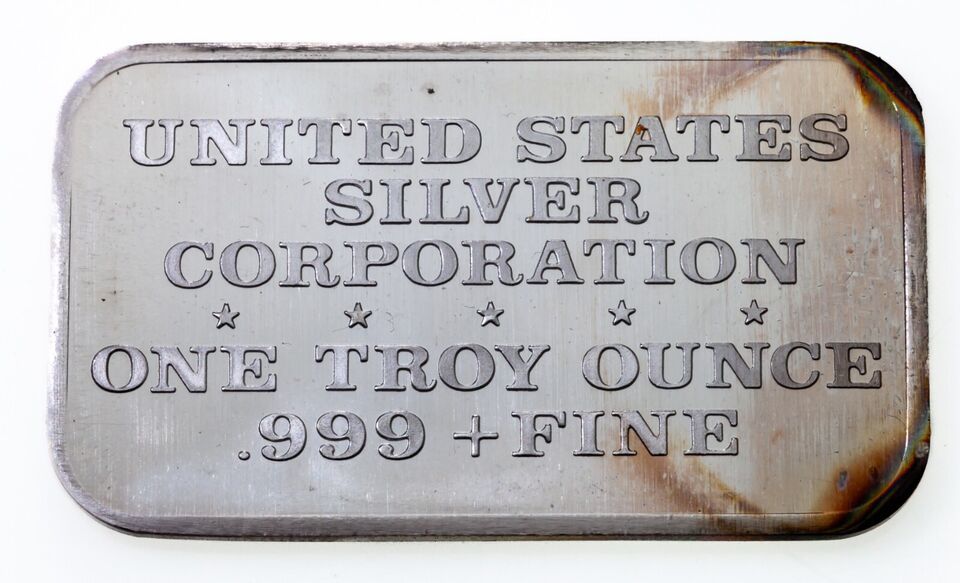 UNITED STATES
SILVER
CORPORATION
★ ★ ★ ★ ★
ONE TROY OUNCE
.999 + FINE